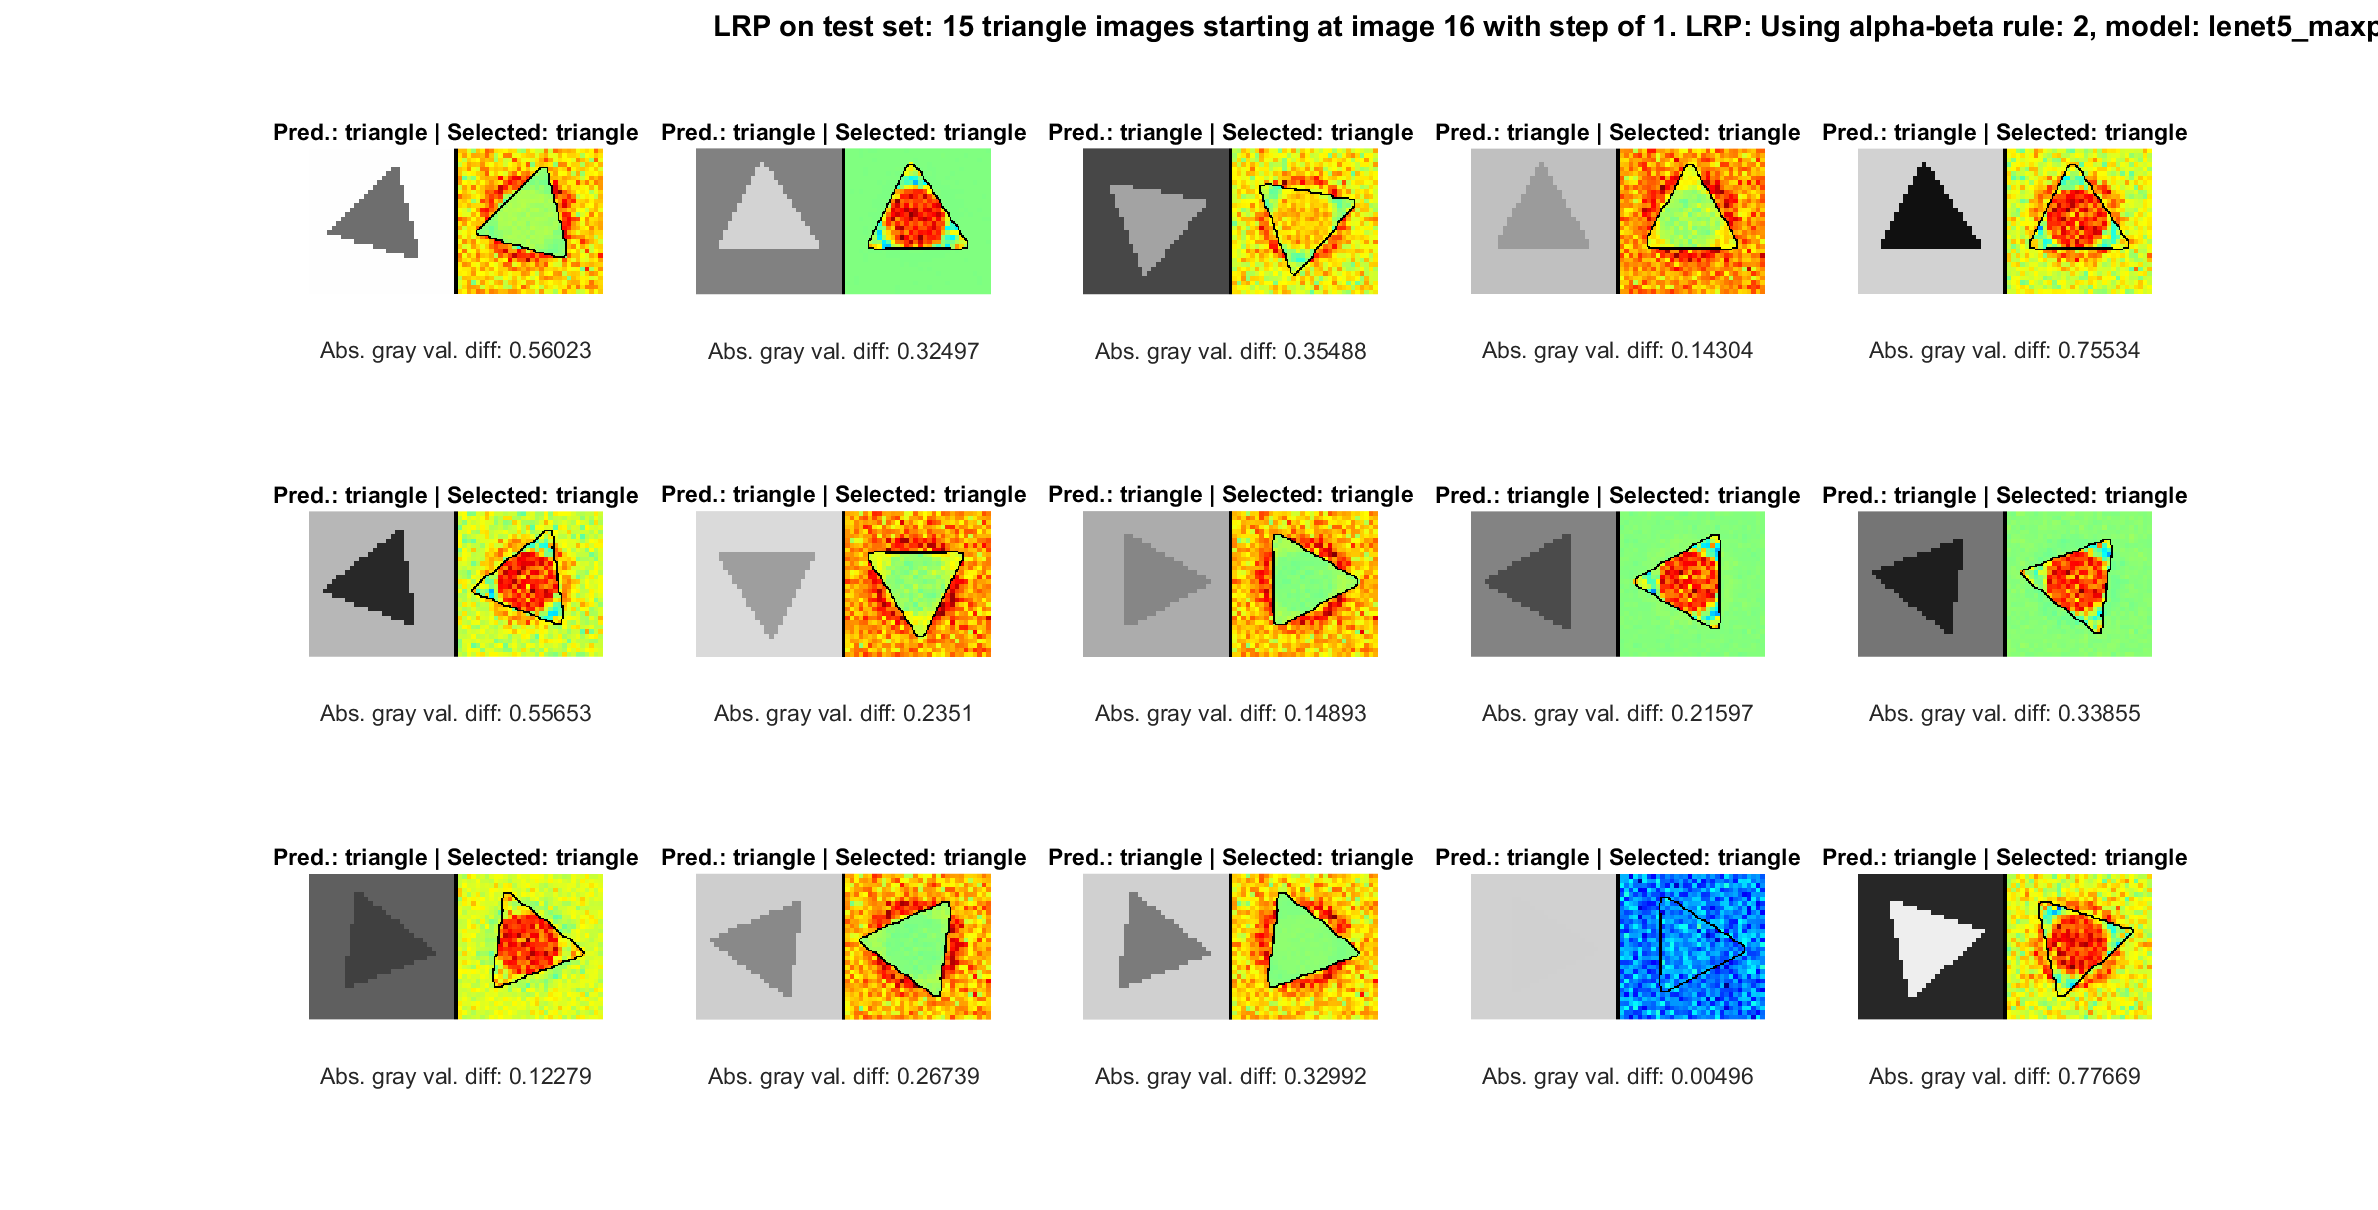 LRP on test set: 15 triangle images starting at image 16 with step of 1. LRP: Using alpha-beta rule: 2, model: lenet5_maxp
Pred.: triangle | Selected: triangle
Pred.: triangle | Selected: triangle
Pred.: triangle | Selected: triangle
Pred.: triangle | Selected: triangle
Pred.: triangle | Selected: triangle
Abs. gray val. diff: 0.56023
Abs. gray val. diff: 0.32497
Abs. gray val. diff: 0.35488
Abs. gray val. diff: 0.14304
Abs. gray val. diff: 0.75534
Pred.: triangle | Selected: triangle
Pred.: triangle | Selected: triangle
Pred.: triangle | Selected: triangle
Pred.: triangle | Selected: triangle
Pred.: triangle | Selected: triangle
Abs. gray val. diff: 0.55653
Abs. gray val. diff: 0.2351
Abs. gray val. diff: 0.14893
Abs. gray val. diff: 0.21597
Abs. gray val. diff: 0.33855
Pred.: triangle | Selected: triangle
Pred.: triangle | Selected: triangle
Pred.: triangle | Selected: triangle
Pred.: triangle | Selected: triangle
Pred.: triangle | Selected: triangle
Abs. gray val. diff: 0.12279
Abs. gray val. diff: 0.26739
Abs. gray val. diff: 0.32992
Abs. gray val. diff: 0.00496
Abs. gray val. diff: 0.77669